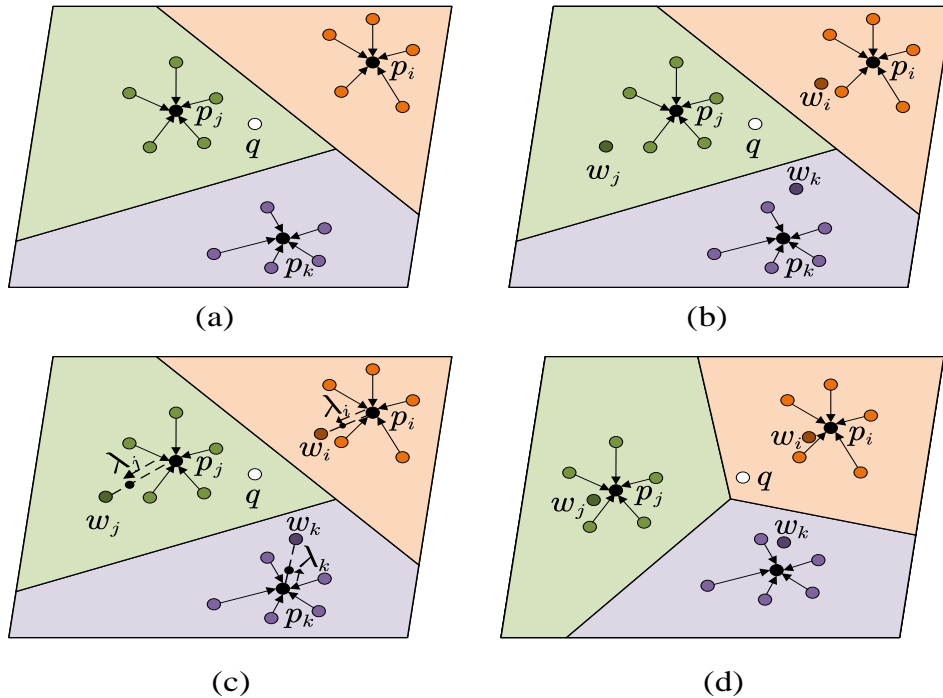 p_i
p_j
q
p_k
(a)
p_i
w_i
p_j
q
w_j
w_k
p_k
(b)
λ_i
p_i
w_i
λ_j
p_j
q
w_j
w_k
λ_k
p_k
(c)
w_i
p_i
p_j
q
w_j
w_k
(d)